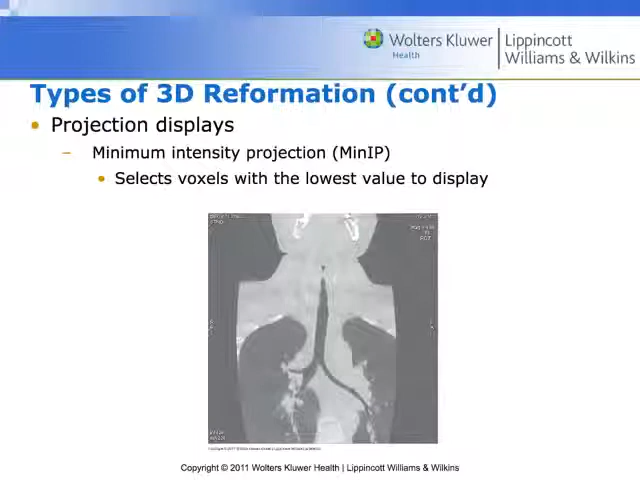 Wolters Kluwer
Health
Lippincott
Williams & Wilkins
Types of 3D Reformation (cont'd)
• Projection displays
– Minimum intensity projection (MinIP)
• Selects voxels with the lowest value to display
Copyright © 2011 Wolters Kluwer Health | Lippincott Williams & Wilkins